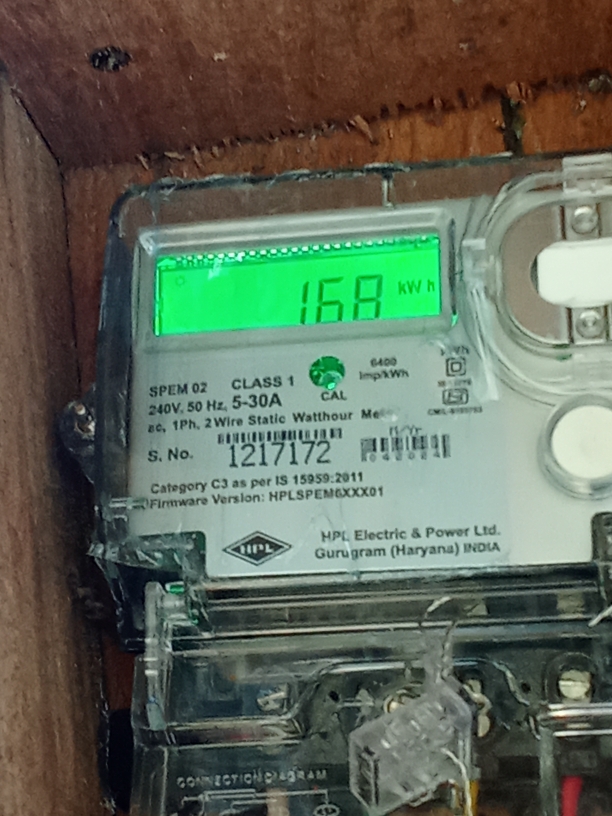 168 kWh
6400
imp/kWh
SPEM 02 CLASS 1
CAL
240V, 50 Hz, 5-30A
ac, 1Ph, 2 Wire Static Watthour
S. No. 1217172
042024
Category C3 as per IS 15959:2011
Firmware Version: HPLSPEM6XXX01
HPL
HPL Electric & Power Ltd.
Gurugram (Haryana) INDIA
CONNECTION DIAGRAM